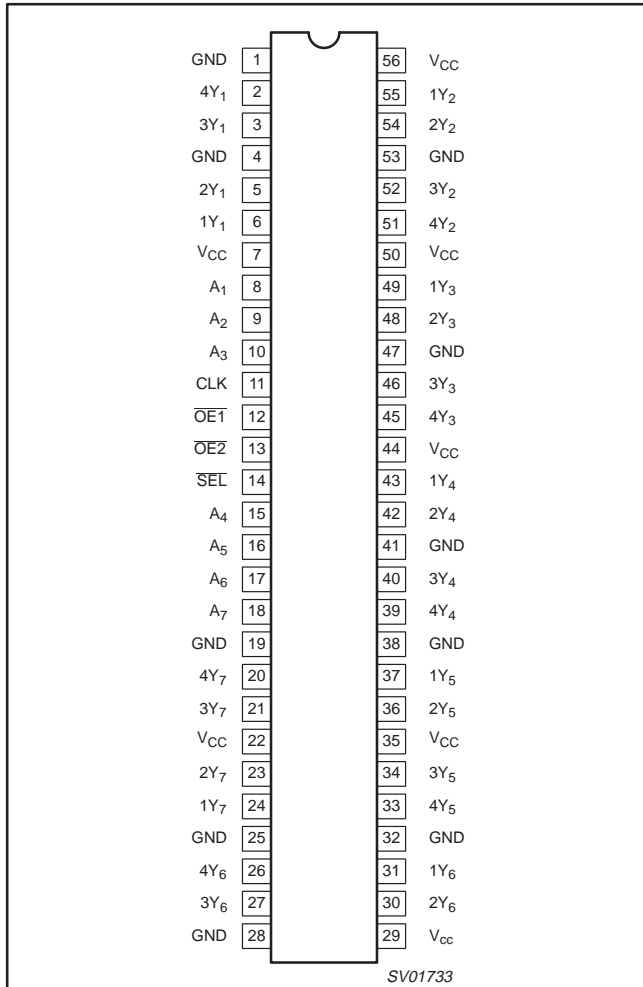 GND 1 56 VCC
4Y1 2 55 1Y2
3Y1 3 54 2Y2
GND 4 53 GND
2Y1 5 52 3Y2
1Y1 6 51 4Y2
VCC 7 50 VCC
A1 8 49 1Y3
A2 9 48 2Y3
A3 10 47 GND
CLK 11 46 3Y3
OE1 12 45 4Y3
OE2 13 44 VCC
SEL 14 43 1Y4
A4 15 42 2Y4
A5 16 41 GND
A6 17 40 3Y4
A7 18 39 4Y4
GND 19 38 GND
4Y7 20 37 1Y5
3Y7 21 36 2Y5
VCC 22 35 VCC
2Y7 23 34 3Y5
1Y7 24 33 4Y5
GND 25 32 GND
4Y6 26 31 1Y6
3Y6 27 30 2Y6
GND 28 29 Vcc
SV01733